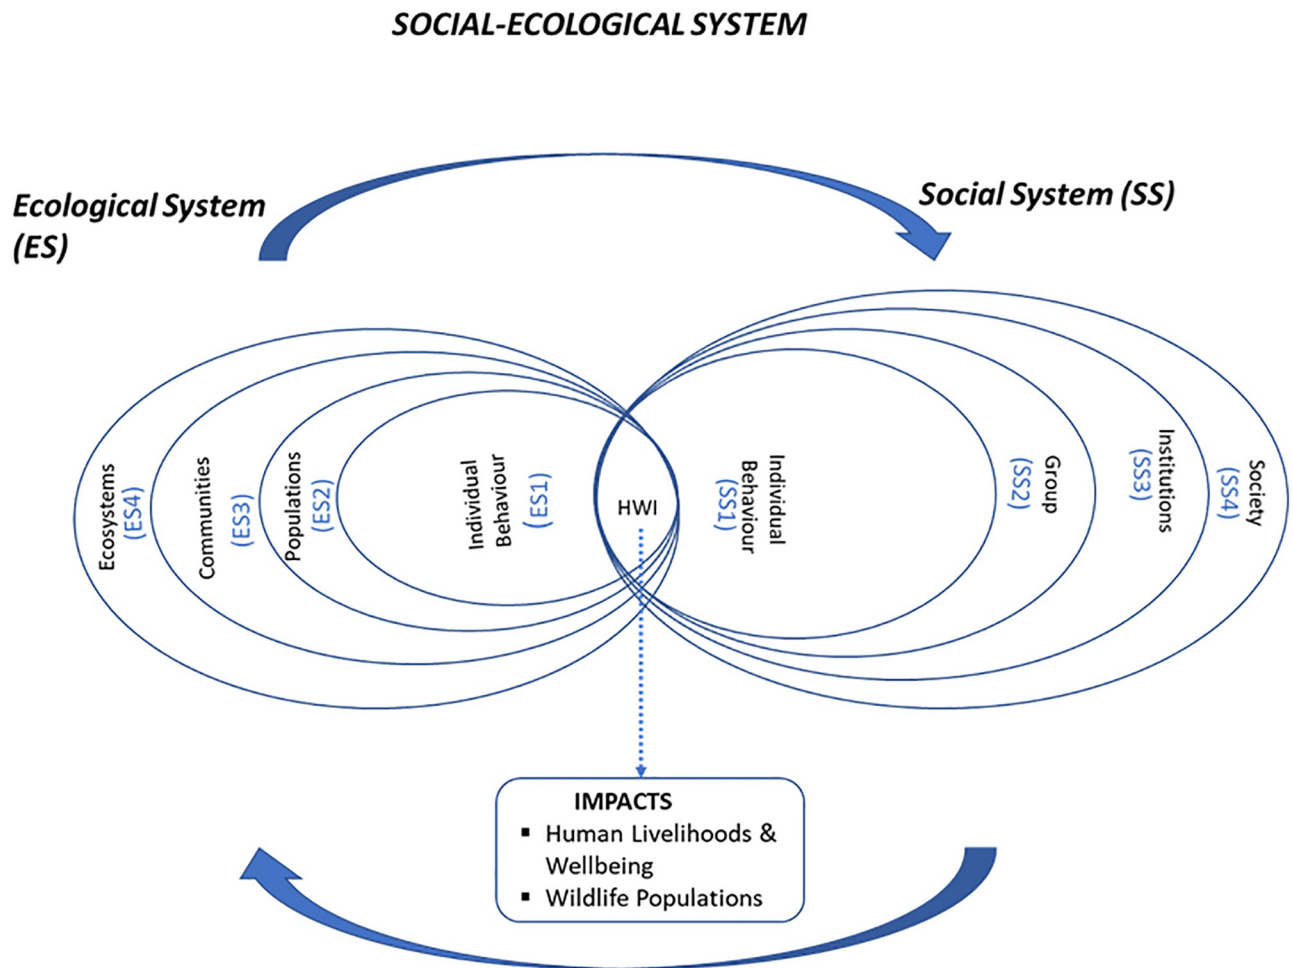 SOCIAL-ECOLOGICAL SYSTEM
Ecological System
(ES)
Social System (SS)
Ecosystems
(ES4)
Communities
(ES3)
Populations
(ES2)
Individual
Behaviour
(ES1)
HWI
Individual
Behaviour
(SS1)
Group
(SS2)
Institutions
(SS3)
Society
(SS4)
IMPACTS
▪ Human Livelihoods &
Wellbeing
▪ Wildlife Populations